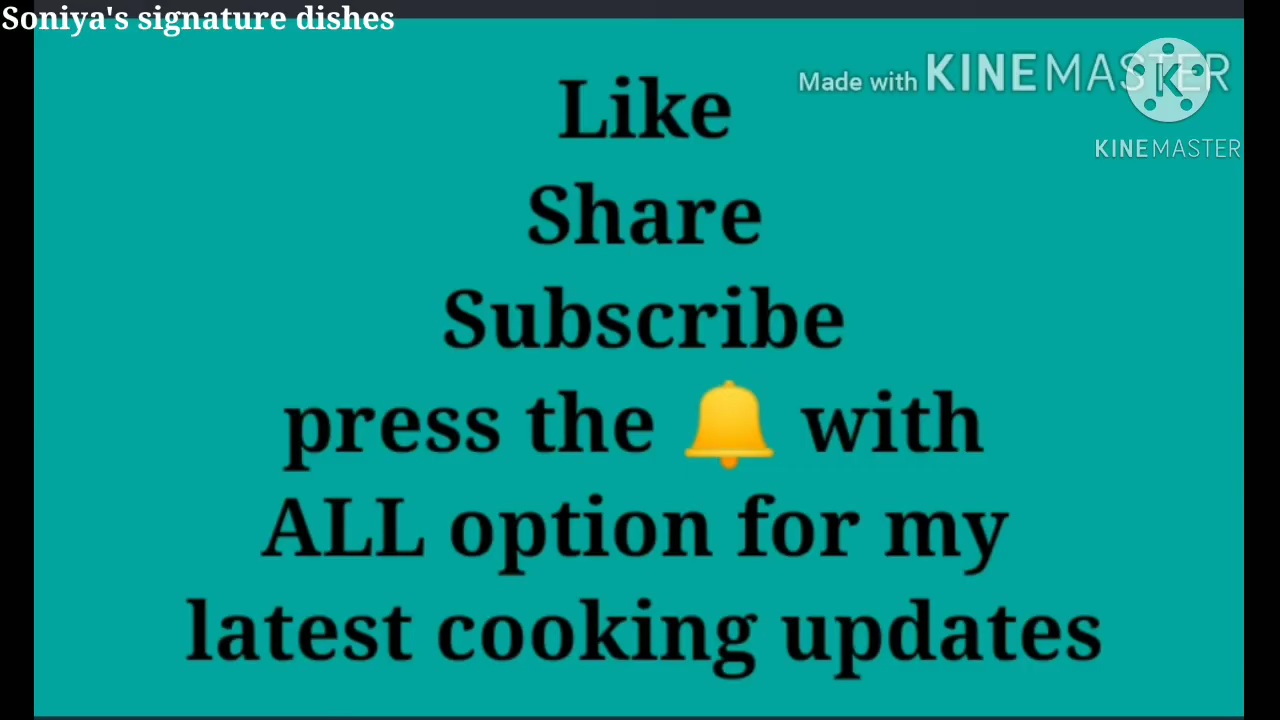 Soniya's signature dishes
Made with KINEMASTER
K
KINEMASTER
Like
Share
Subscribe
press the 🔔 with
ALL option for my
latest cooking updates